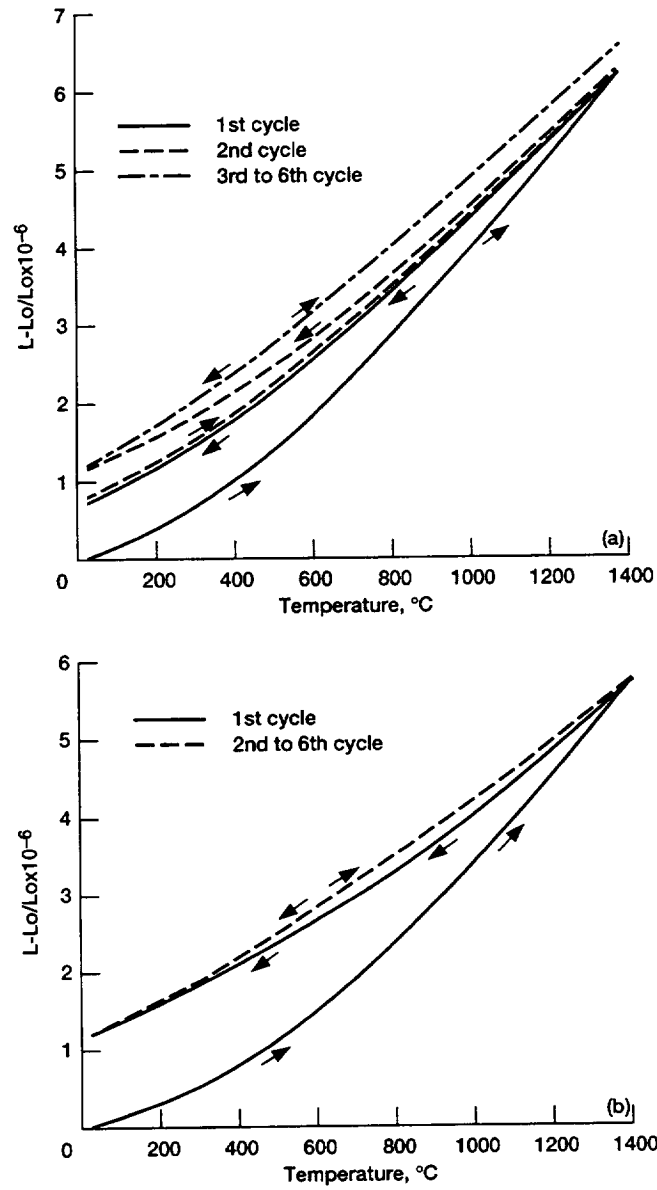 7
6
5
4
3
2
1
0
L-Lo/Lox10⁻⁶
1st cycle
2nd cycle
3rd to 6th cycle
(a)
200 400 600 800 1000 1200 1400
Temperature, °C
6
5
4
3
2
1
0
L-Lo/Lox10⁻⁶
1st cycle
2nd to 6th cycle
(b)
200 400 600 800 1000 1200 1400
Temperature, °C